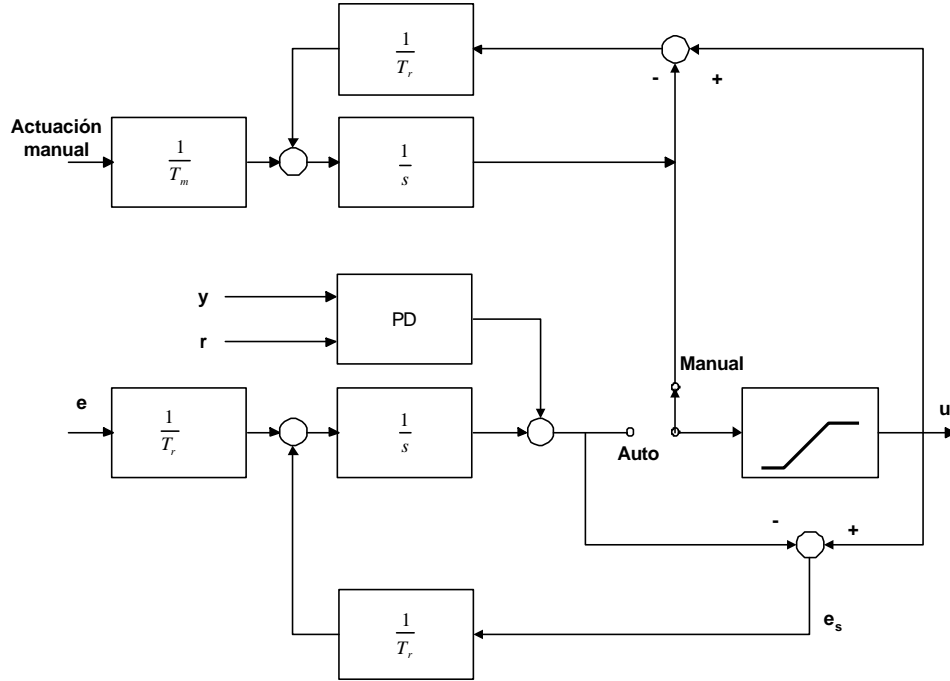 1
T_r
-
+
Actuación
manual
1
T_m
1
s
y
r
PD
Manual
e
1
T_r
1
s
Auto
u
-
+
1
T_r
e_s